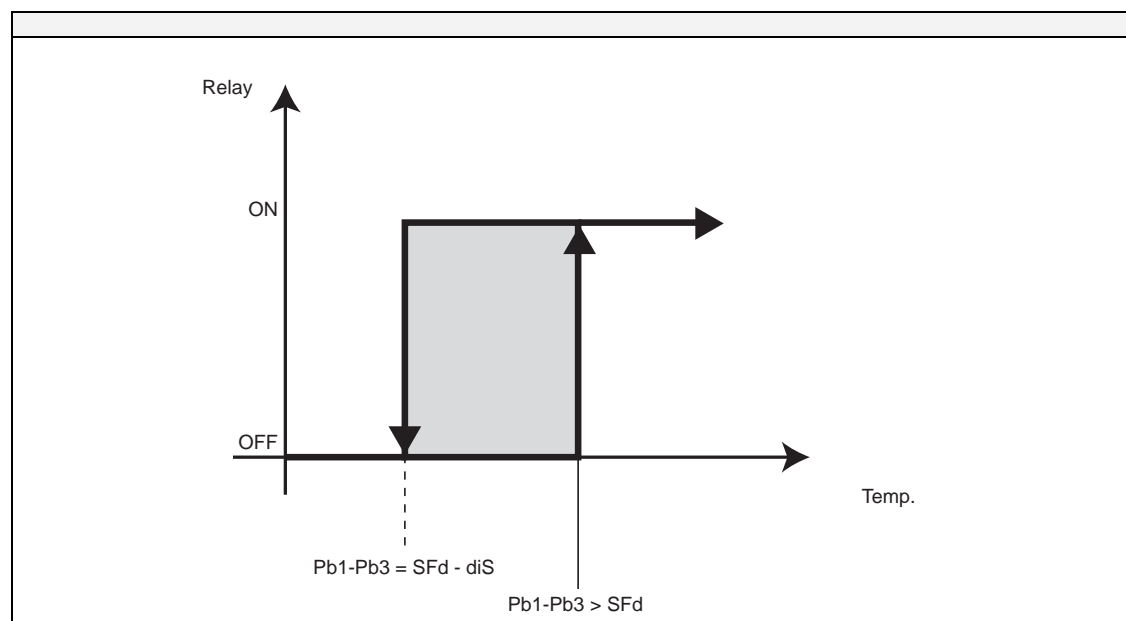 Relay
ON
OFF
Temp.
Pb1-Pb3 = SFd - diS
Pb1-Pb3 > SFd